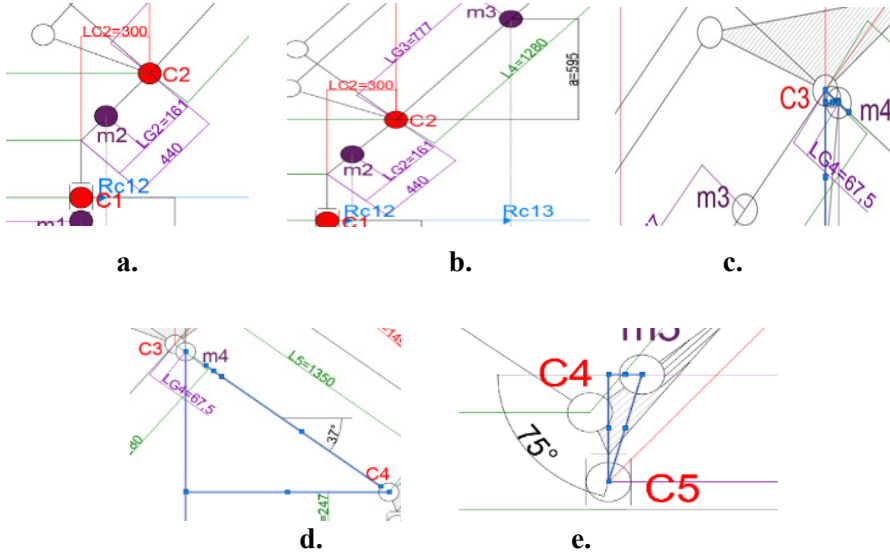 LC2=300
C2
m2
LG2=161
440
Rc12
C1
m1
a.
m3
LG3=777
L4=1280
a=595
LC2=300
C2
m2
LG2=161
440
Rc12
Rc13
C1
b.
C3
m4
LG4=67,5
m3
c.
C3
m4
L5=1350
LG4=67,5
37°
C4
d.
m5
C4
75°
C5
e.